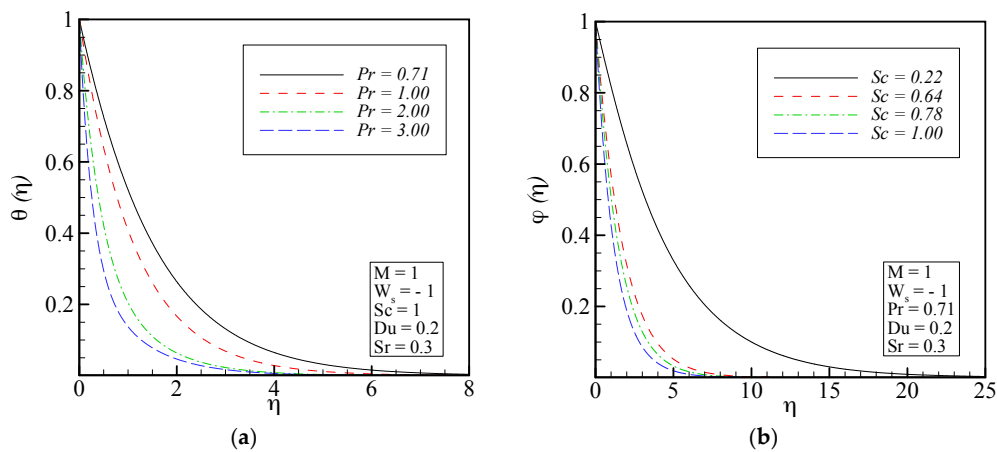 1
0.8
0.6
0.4
0.2
θ (η)
Pr = 0.71
Pr = 1.00
Pr = 2.00
Pr = 3.00
M = 1
Ws = - 1
Sc = 1
Du = 0.2
Sr = 0.3
0 2 4 6 8
η
(a)
1
0.8
0.6
0.4
0.2
φ (η)
Sc = 0.22
Sc = 0.64
Sc = 0.78
Sc = 1.00
M = 1
Ws = - 1
Pr = 0.71
Du = 0.2
Sr = 0.3
0 5 10 15 20 25
η
(b)